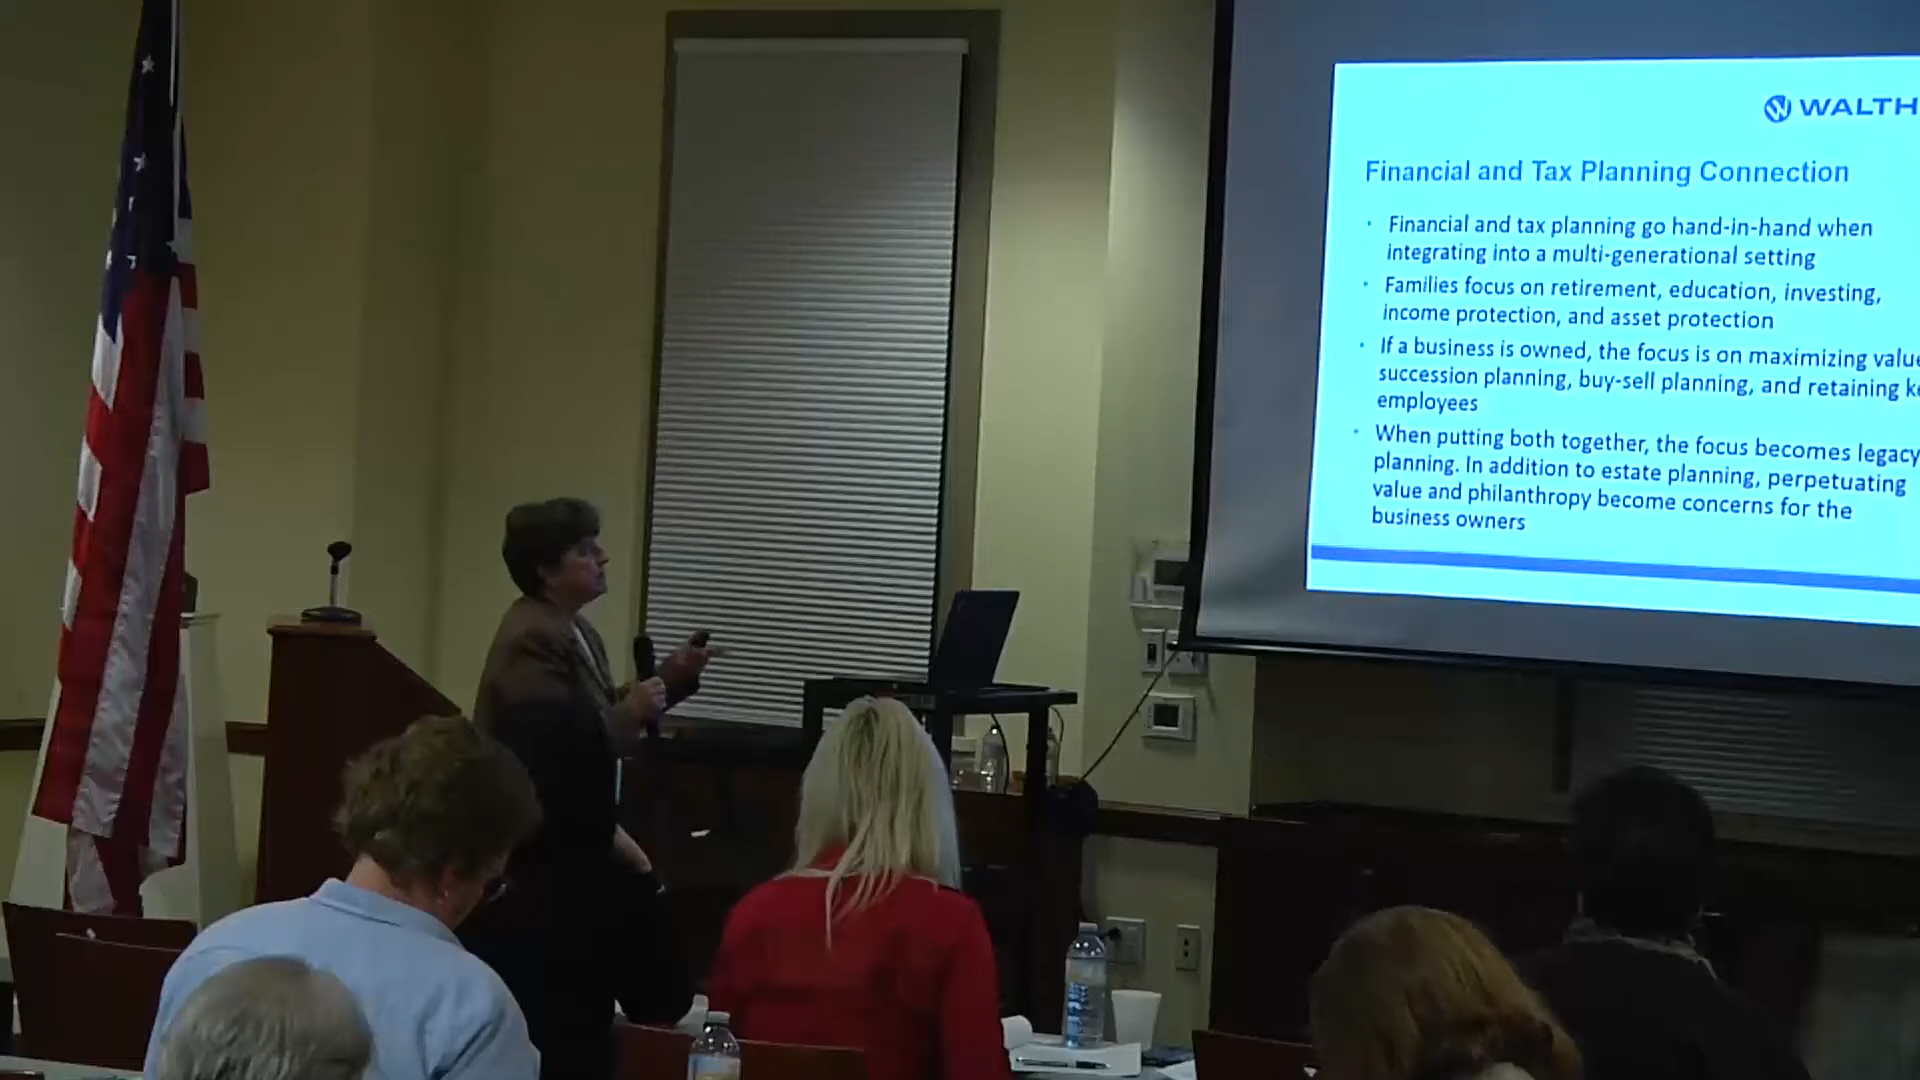 WALTH
Financial and Tax Planning Connection
• Financial and tax planning go hand-in-hand when
integrating into a multi-generational setting
• Families focus on retirement, education, investing,
income protection, and asset protection
• If a business is owned, the focus is on maximizing value
succession planning, buy-sell planning, and retaining
employees
• When putting both together, the focus becomes legacy
planning. In addition to estate planning, perpetuating
value and philanthropy become concerns for the
business owners